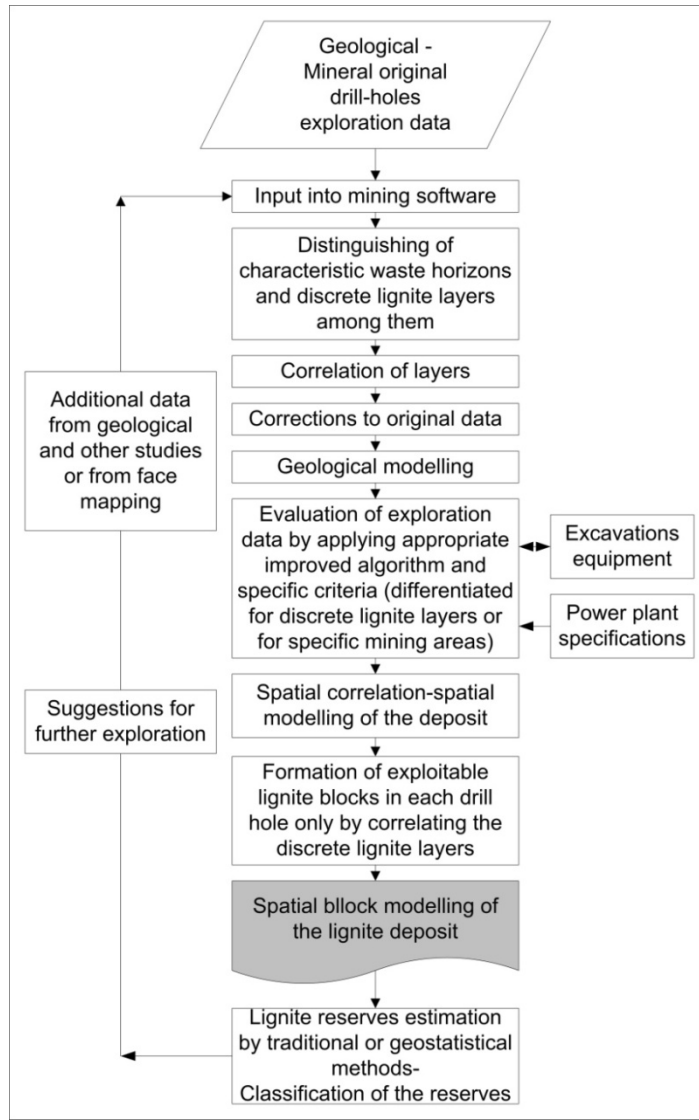 Geological -
Mineral original
drill-holes
exploration data
Input into mining software
Distinguishing of
characteristic waste horizons
and discrete lignite layers
among them
Correlation of layers
Additional data
from geological
and other studies
or from face
mapping
Corrections to original data
Geological modelling
Evaluation of exploration
data by applying appropriate
improved algorithm and
specific criteria (differentiated
for discrete lignite layers or
for specific mining areas)
Excavations
equipment
Power plant
specifications
Spatial correlation-spatial
modelling of the deposit
Suggestions for
further exploration
Formation of exploitable
lignite blocks in each drill
hole only by correlating the
discrete lignite layers
Spatial bllock modelling of
the lignite deposit
Lignite reserves estimation
by traditional or geostatistical
methods-
Classification of the reserves